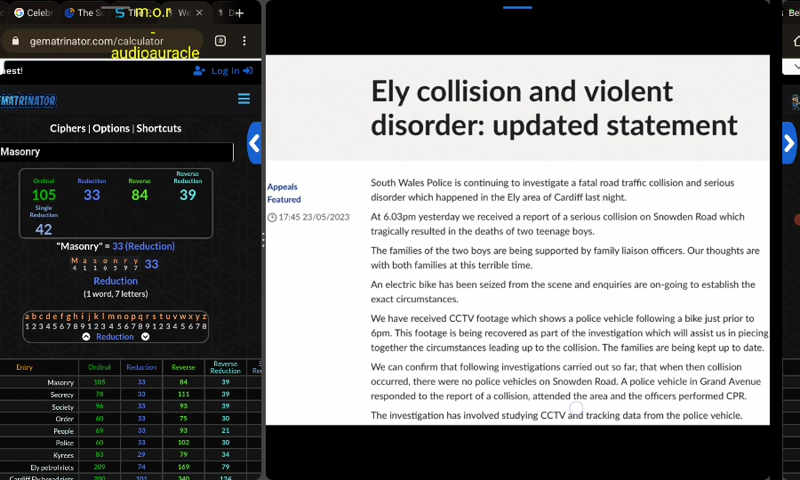 Celebr
The Sc
m.o.r
We
audioauracle
gematrinator.com/calculator
uest!
Log In
MATRINATOR
Ciphers | Options | Shortcuts
Masonry
Ordinal Reduction Reverse Reverse Reduction
105 33 84 39
Single Reduction
42
"Masonry" = 33 (Reduction)
M a s o n r y 33
4 1 1 6 5 9 7
Reduction
(1 word, 7 letters)
a b c d e f g h i j k l m n o p q r s t u v w x y z
1 2 3 4 5 6 7 8 9 1 2 3 4 5 6 7 8 9 1 2 3 4 5 6 7 8
Reduction
Entry Ordinal Reduction Reverse Reverse Reduction
Masonry 105 33 84 39
Secrecy 78 33 111 39
Society 96 33 93 39
Order 60 33 75 30
People 69 33 93 21
Police 60 33 102 30
Kyrees 83 29 79 34
Ely petrol riots 209 74 169 79
Ely collision and violent
disorder: updated statement
Appeals
Featured
17:45 23/05/2023
South Wales Police is continuing to investigate a fatal road traffic collision and serious
disorder which happened in the Ely area of Cardiff last night.
At 6.03pm yesterday we received a report of a serious collision on Snowden Road which
tragically resulted in the deaths of two teenage boys.
The families of the two boys are being supported by family liaison officers. Our thoughts are
with both families at this terrible time.
An electric bike has been seized from the scene and enquiries are on-going to establish the
exact circumstances.
We have received CCTV footage which shows a police vehicle following a bike just prior to
6pm. This footage is being recovered as part of the investigation which will assist us in piecing
together the circumstances leading up to the collision. The families are being kept up to date.
We can confirm that following investigations carried out so far, that when then collision
occurred, there were no police vehicles on Snowden Road. A police vehicle in Grand Avenue
responded to the report of a collision, attended the area and the officers performed CPR.
The investigation has involved studying CCTV and tracking data from the police vehicle.